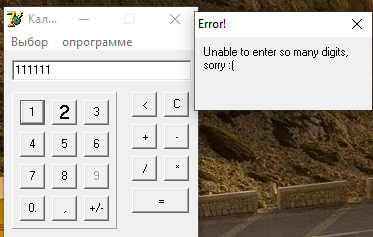 Кал...
Выбор опрограмме
111111
1 2 3 < C
4 5 6 + -
7 8 9 / *
0. , +/- =
Error!
Unable to enter so many digits,
sorry :(